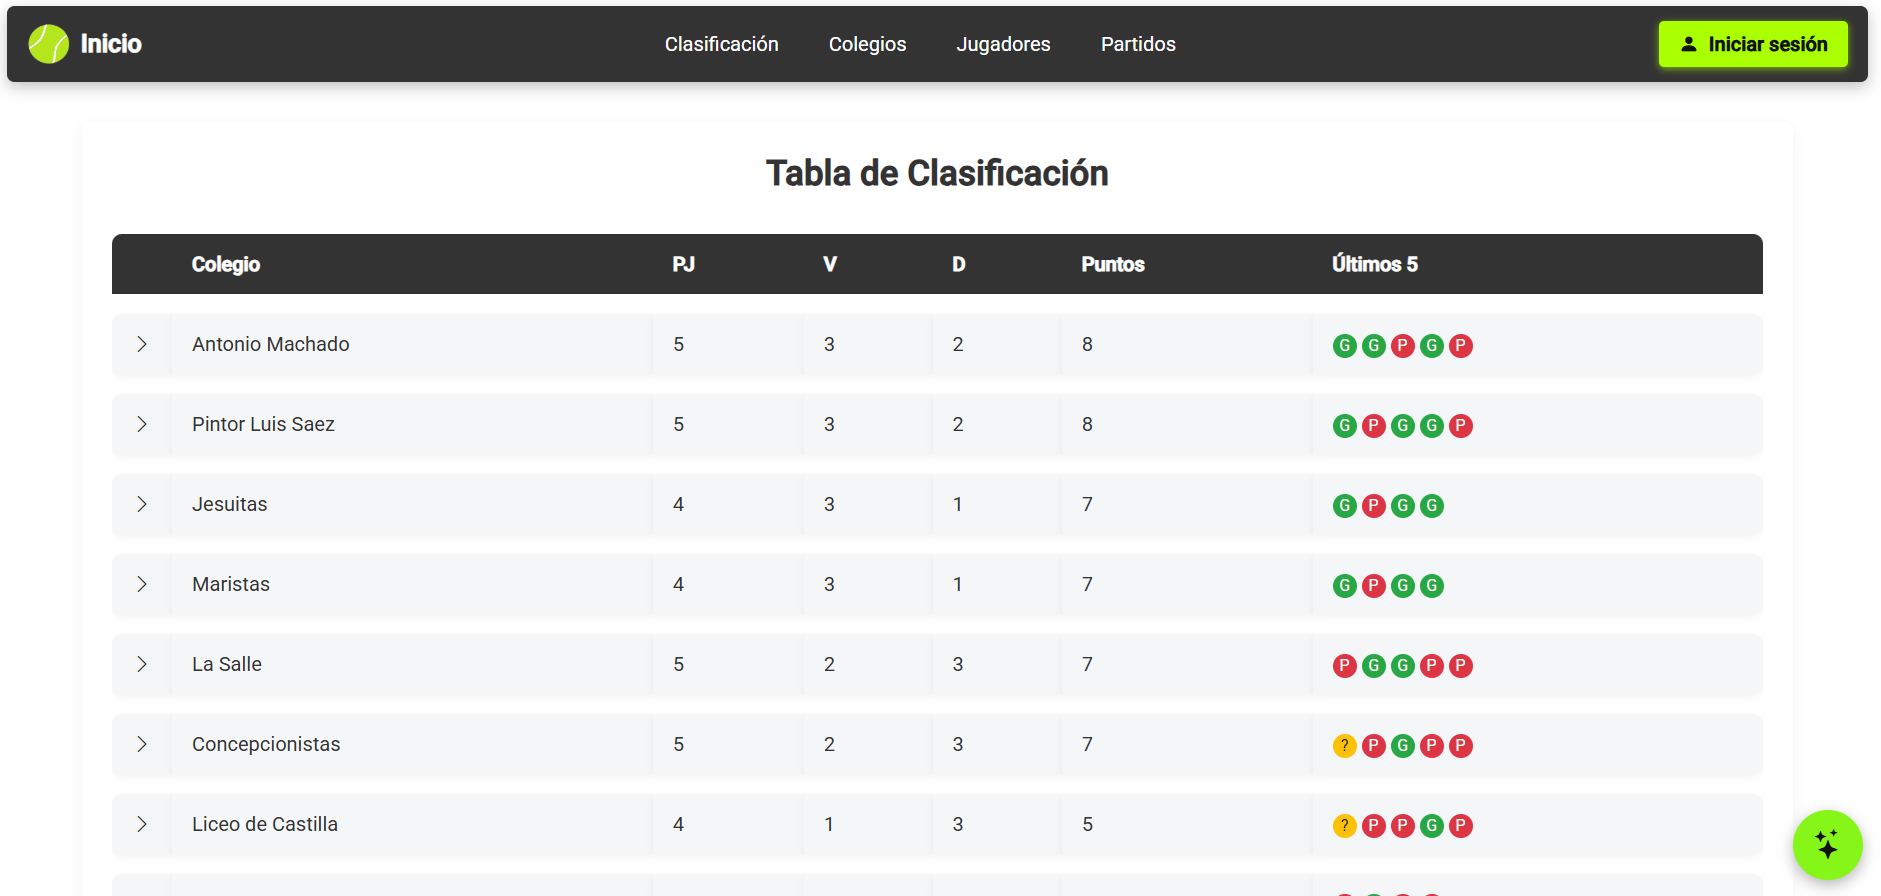 Inicio
Clasificación Colegios Jugadores Partidos
Iniciar sesión
Tabla de Clasificación
Colegio PJ V D Puntos Últimos 5
Antonio Machado 5 3 2 8 G G P G P
Pintor Luis Saez 5 3 2 8 G P G G P
Jesuitas 4 3 1 7 G P G G
Maristas 4 3 1 7 G P G G
La Salle 5 2 3 7 P G G P P
Concepcionistas 5 2 3 7 ? P G P P
Liceo de Castilla 4 1 3 5 ? P P G P